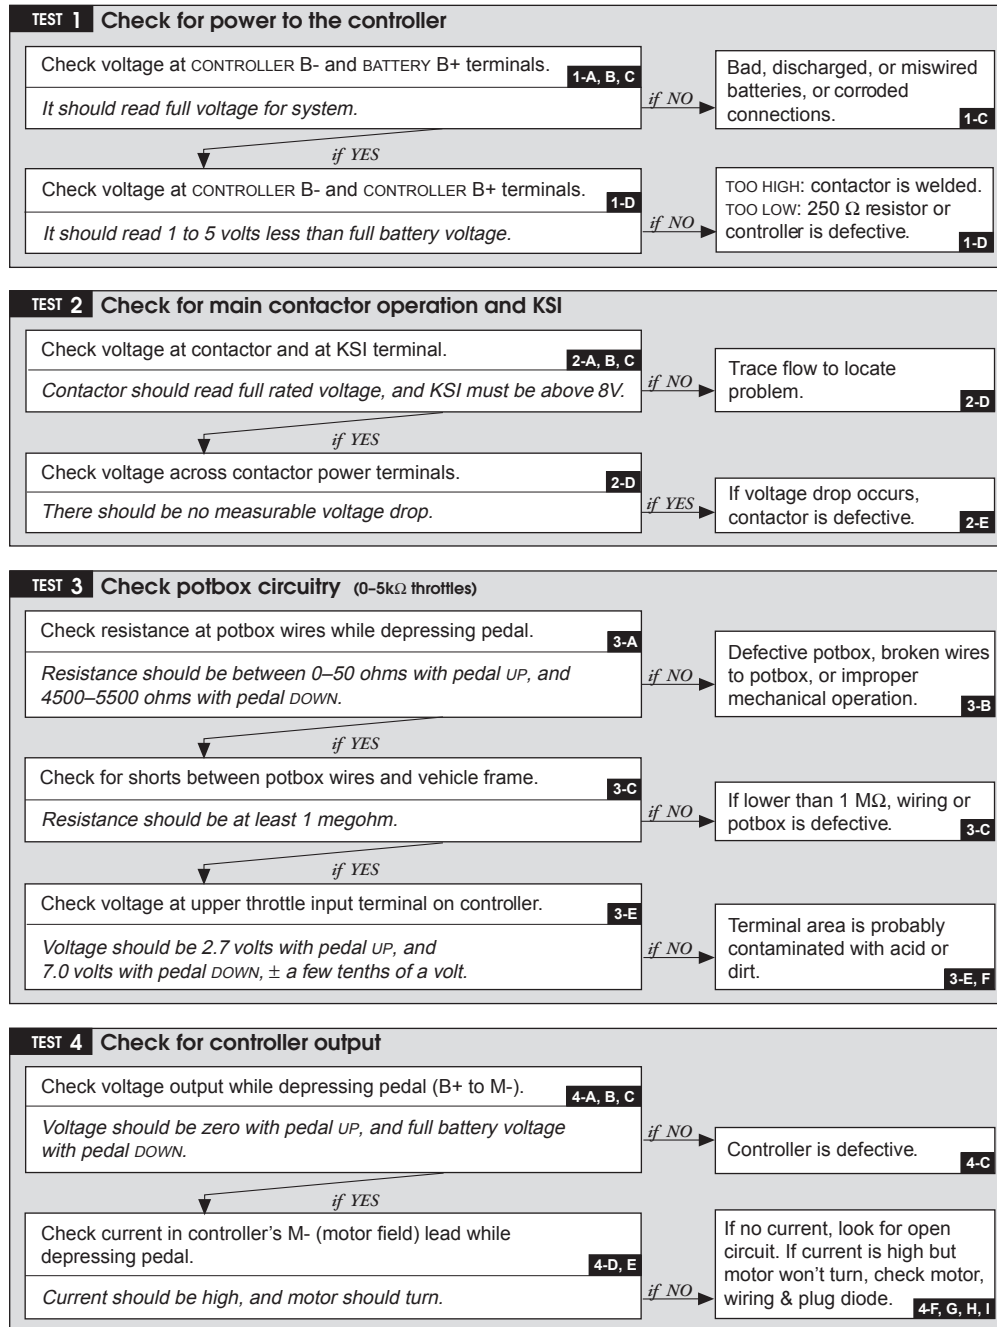 TEST 1 Check for power to the controller
Check voltage at CONTROLLER B- and BATTERY B+ terminals.
1-A, B, C
It should read full voltage for system.
if NO
Bad, discharged, or miswired
batteries, or corroded
connections.
1-C
if YES
Check voltage at CONTROLLER B- and CONTROLLER B+ terminals.
1-D
It should read 1 to 5 volts less than full battery voltage.
if NO
TOO HIGH: contactor is welded.
TOO LOW: 250 Ω resistor or
controller is defective.
1-D
TEST 2 Check for main contactor operation and KSI
Check voltage at contactor and at KSI terminal.
2-A, B, C
Contactor should read full rated voltage, and KSI must be above 8V.
if NO
Trace flow to locate
problem.
2-D
if YES
Check voltage across contactor power terminals.
2-D
There should be no measurable voltage drop.
if YES
If voltage drop occurs,
contactor is defective.
2-E
TEST 3 Check potbox circuitry (0–5kΩ throttles)
Check resistance at potbox wires while depressing pedal.
3-A
Resistance should be between 0–50 ohms with pedal UP, and
4500–5500 ohms with pedal DOWN.
if NO
Defective potbox, broken wires
to potbox, or improper
mechanical operation.
3-B
if YES
Check for shorts between potbox wires and vehicle frame.
3-C
Resistance should be at least 1 megohm.
if NO
If lower than 1 MΩ, wiring or
potbox is defective.
3-C
if YES
Check voltage at upper throttle input terminal on controller.
3-E
Voltage should be 2.7 volts with pedal UP, and
7.0 volts with pedal DOWN, ± a few tenths of a volt.
if NO
Terminal area is probably
contaminated with acid or
dirt.
3-E, F
TEST 4 Check for controller output
Check voltage output while depressing pedal (B+ to M-).
4-A, B, C
Voltage should be zero with pedal UP, and full battery voltage
with pedal DOWN.
if NO
Controller is defective.
4-C
if YES
Check current in controller's M- (motor field) lead while
depressing pedal.
4-D, E
Current should be high, and motor should turn.
if NO
If no current, look for open
circuit. If current is high but
motor won't turn, check motor,
wiring & plug diode.
4-F, G, H, I